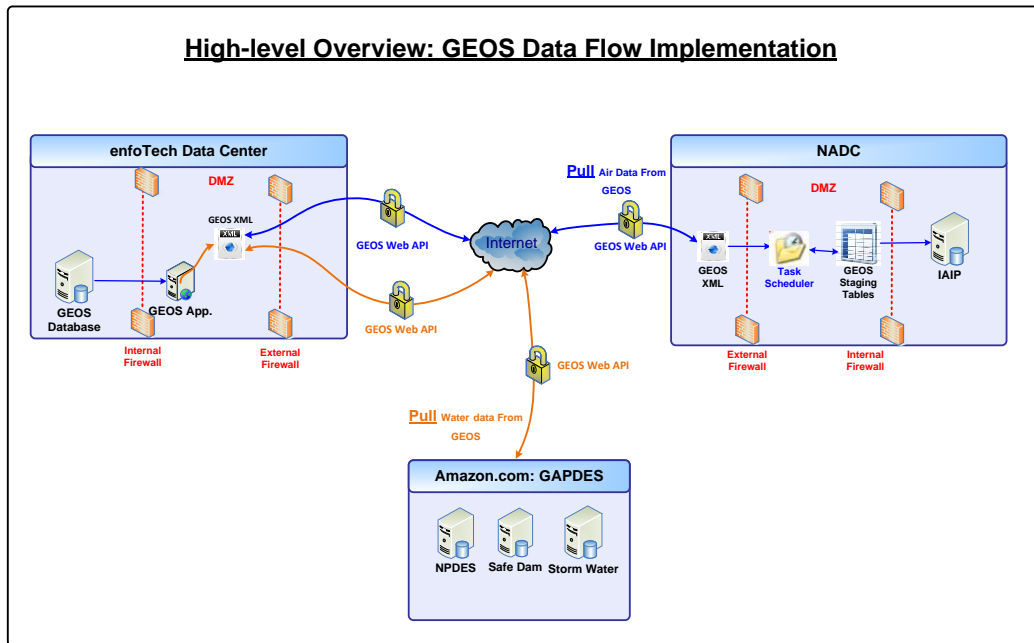 High-level Overview: GEOS Data Flow Implementation
enfoTech Data Center
DMZ
GEOS XML
XML
GEOS
Database
GEOS App.
Internal
Firewall
External
Firewall
GEOS Web API
GEOS Web API
Internet
Pull Air Data From
GEOS
GEOS Web API
NADC
DMZ
XML
GEOS
XML
Task
Scheduler
GEOS
Staging
Tables
IAIP
External
Firewall
Internal
Firewall
GEOS Web API
Pull Water data From
GEOS
Amazon.com: GAPDES
NPDES
Safe Dam
Storm Water